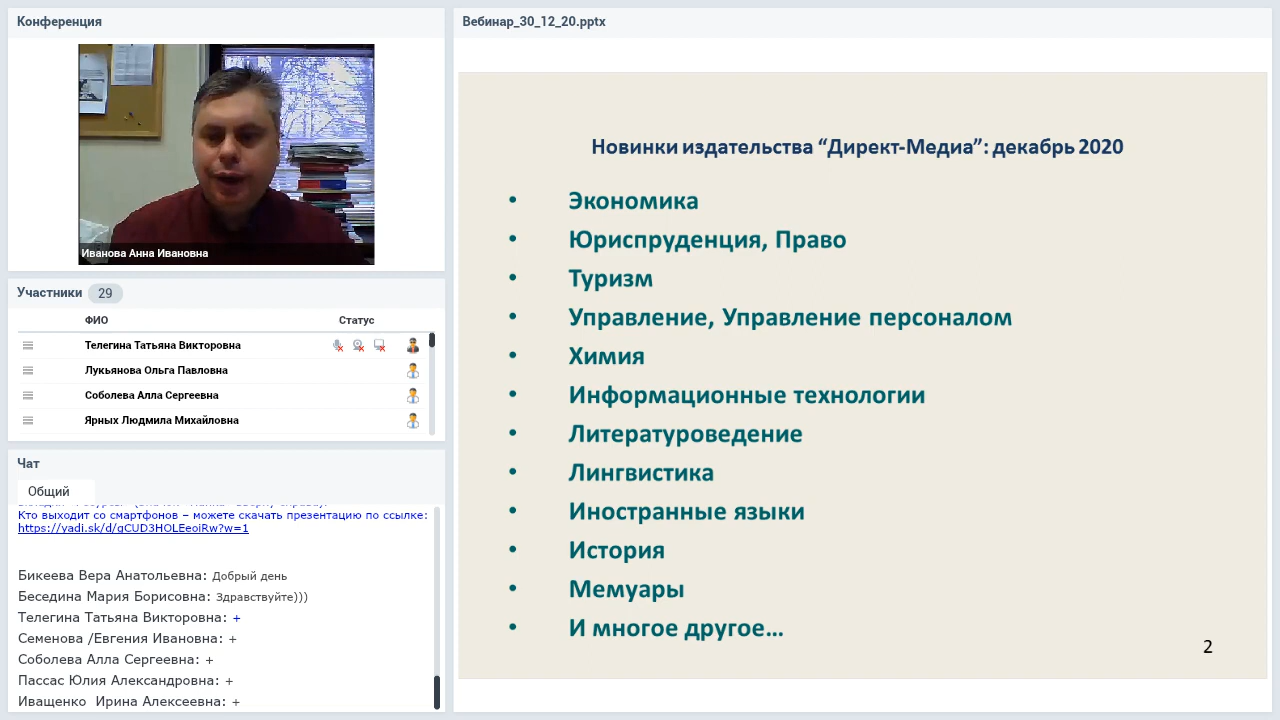 Конференция
Иванова Анна Ивановна
Участники 29
ФИО Статус
Телегина Татьяна Викторовна
Лукьянова Ольга Павловна
Соболева Алла Сергеевна
Ярных Людмила Михайловна
Чат
Общий
Кто выходит со смартфонов – можете скачать презентацию по ссылке:
https://yadi.sk/d/gCUD3HOLEeoiRw?w=1
Бикеева Вера Анатольевна: Добрый день
Беседина Мария Борисовна: Здравствуйте)))
Телегина Татьяна Викторовна: +
Семенова /Евгения Ивановна: +
Соболева Алла Сергеевна: +
Пассас Юлия Александровна: +
Иващенко  Ирина Алексеевна: +
Вебинар_30_12_20.pptx
Новинки издательства “Директ-Медиа”: декабрь 2020
• Экономика
• Юриспруденция, Право
• Туризм
• Управление, Управление персоналом
• Химия
• Информационные технологии
• Литературоведение
• Лингвистика
• Иностранные языки
• История
• Мемуары
• И многое другое…
2